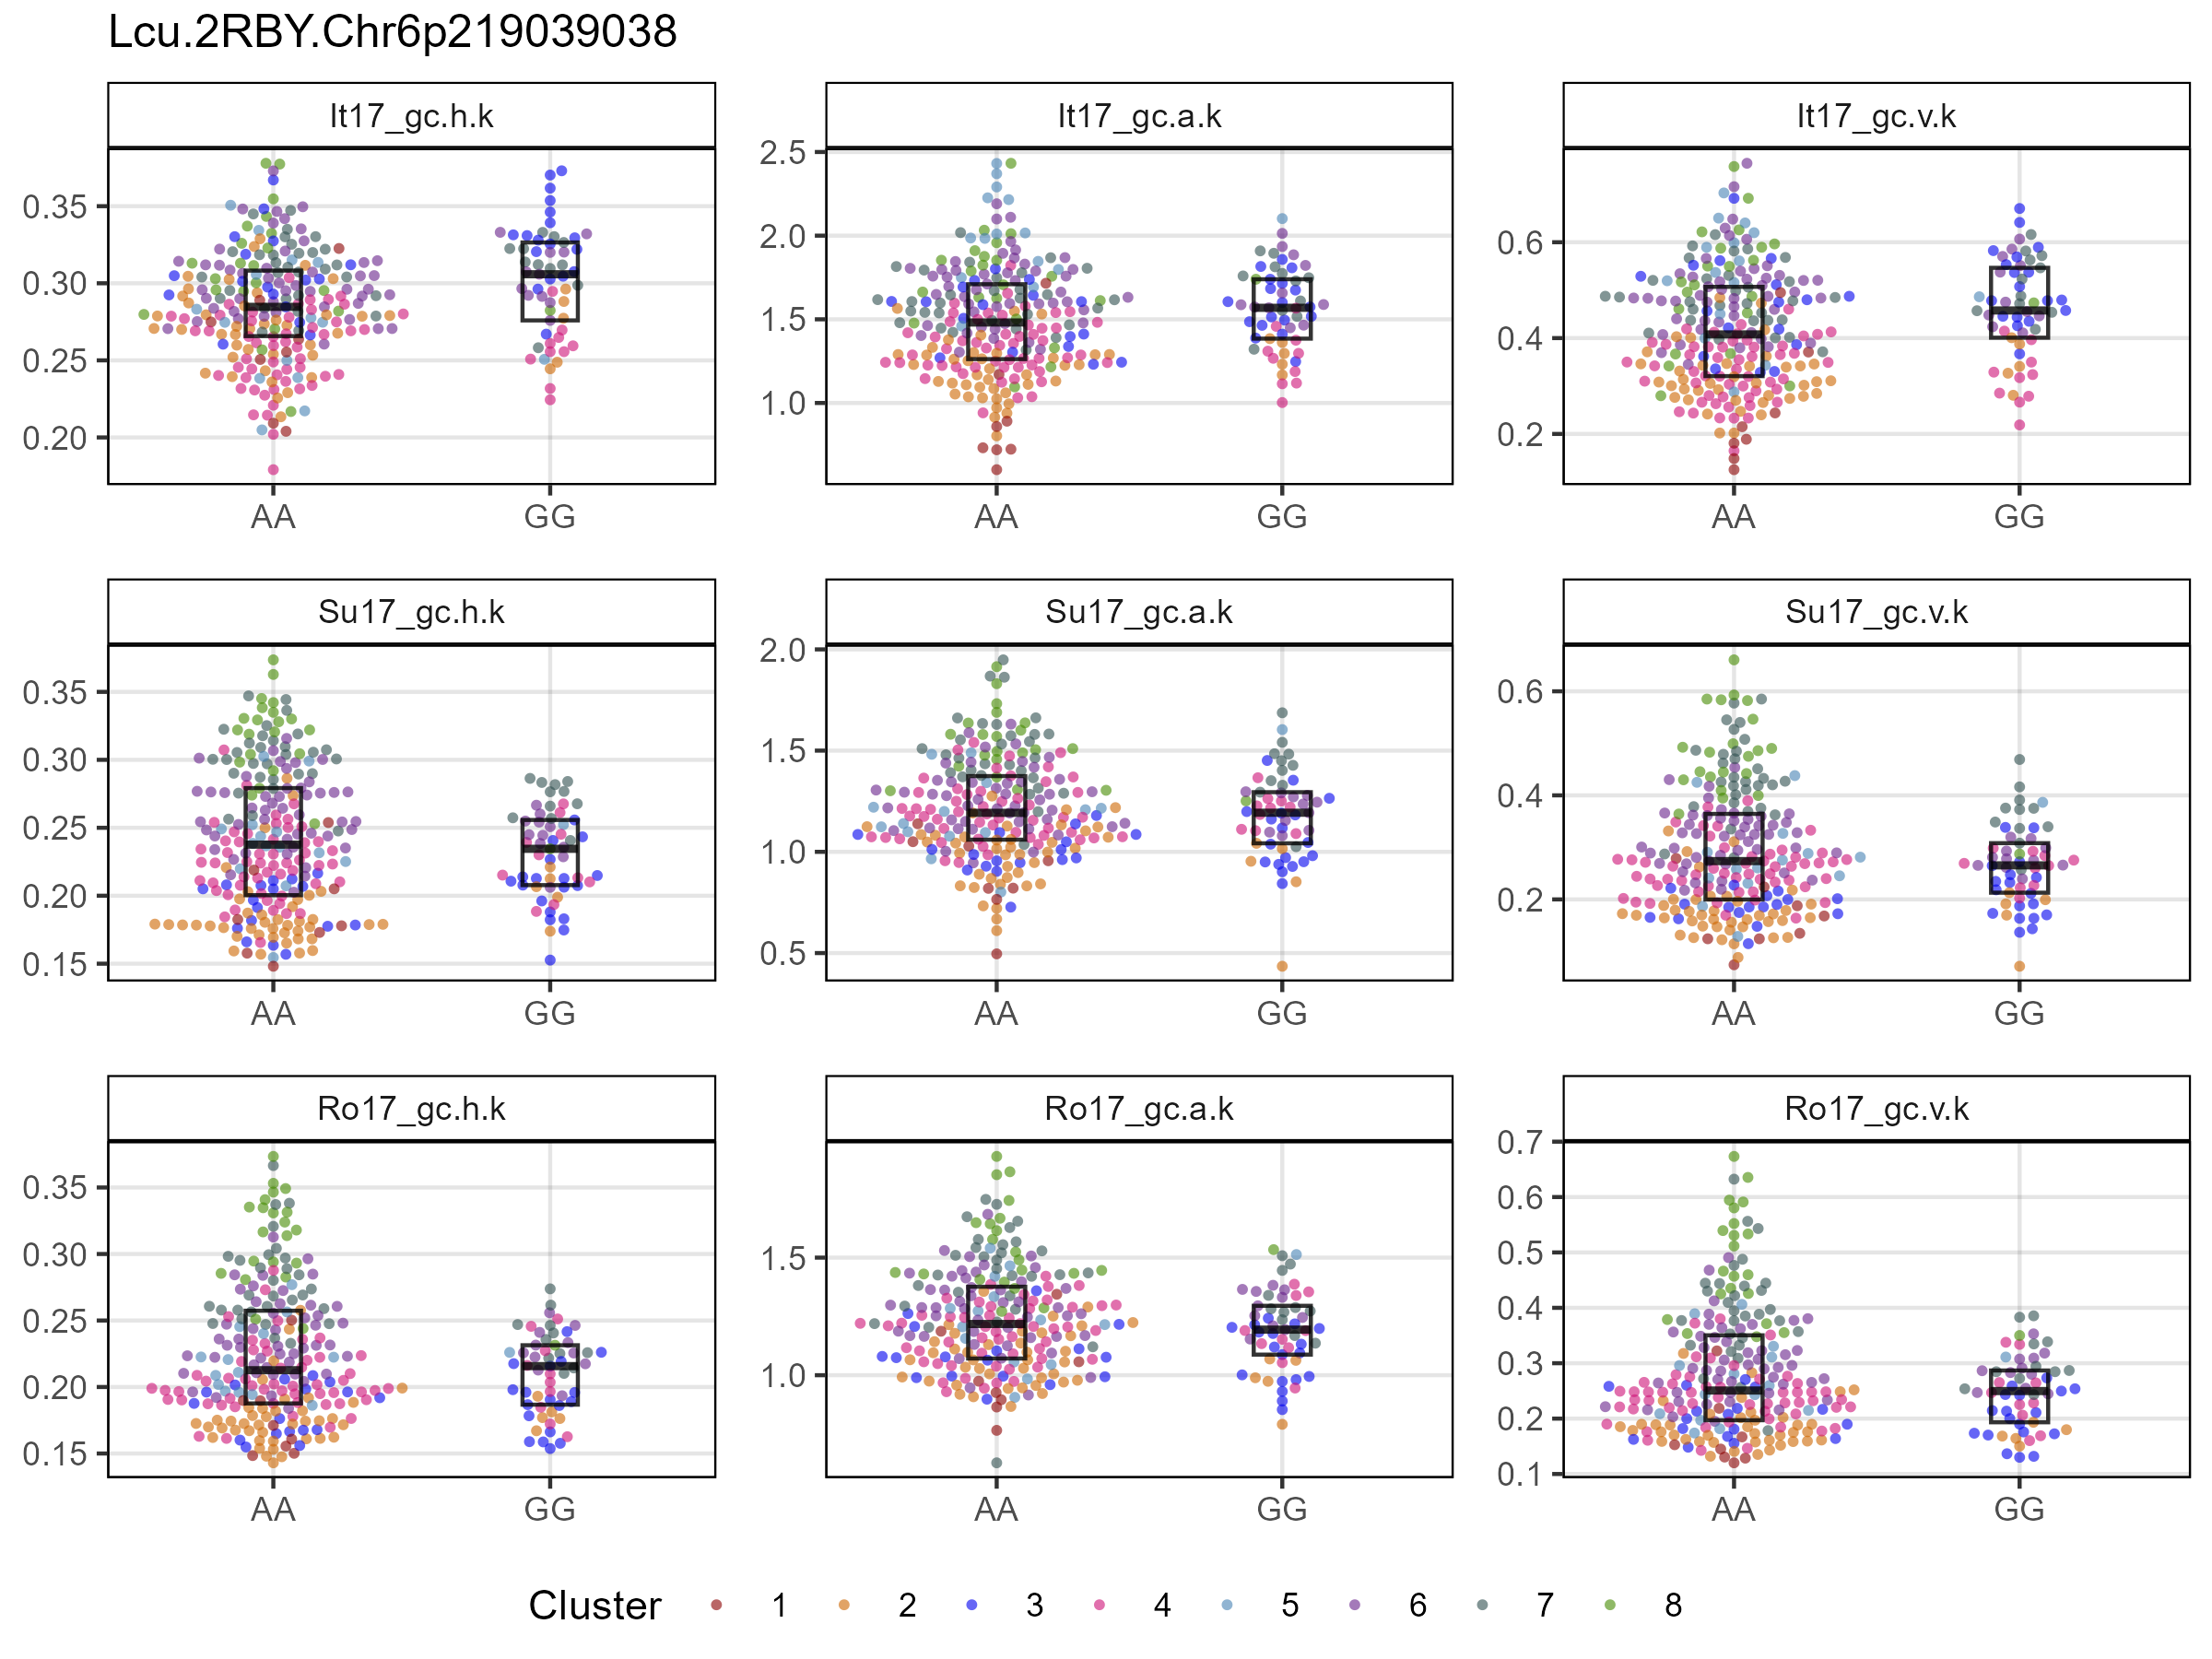 Lcu.2RBY.Chr6p219039038
It17_gc.h.k
It17_gc.a.k
It17_gc.v.k
0.35
0.30
0.25
0.20
AA
GG
2.5
2.0
1.5
1.0
AA
GG
0.6
0.4
0.2
AA
GG
Su17_gc.h.k
Su17_gc.a.k
Su17_gc.v.k
0.35
0.30
0.25
0.20
0.15
AA
GG
2.0
1.5
1.0
0.5
AA
GG
0.6
0.4
0.2
AA
GG
Ro17_gc.h.k
Ro17_gc.a.k
Ro17_gc.v.k
0.35
0.30
0.25
0.20
0.15
AA
GG
1.5
1.0
AA
GG
0.7
0.6
0.5
0.4
0.3
0.2
0.1
AA
GG
Cluster 1 2 3 4 5 6 7 8